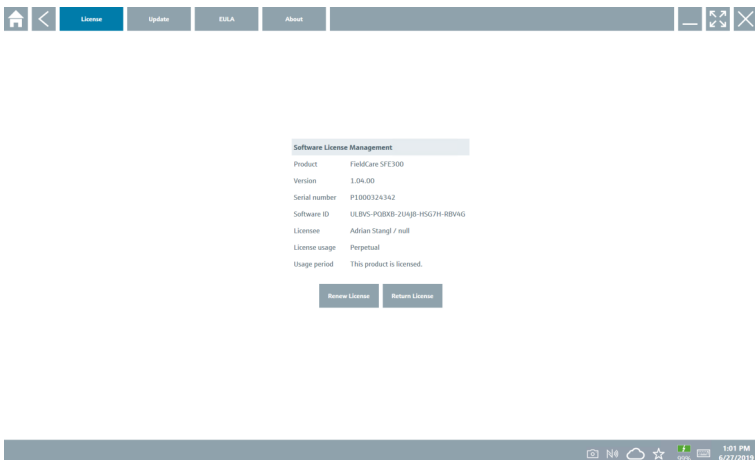 License Update EULA About
Software License Management
Product FieldCare SFE300
Version 1.04.00
Serial number P1000324342
Software ID ULBVS-PQBXB-2U4J8-HSG7H-RBV4G
Licensee Adrian Stangl / null
License usage Perpetual
Usage period This product is licensed.
Renew License Return License
1:01 PM
6/27/2019